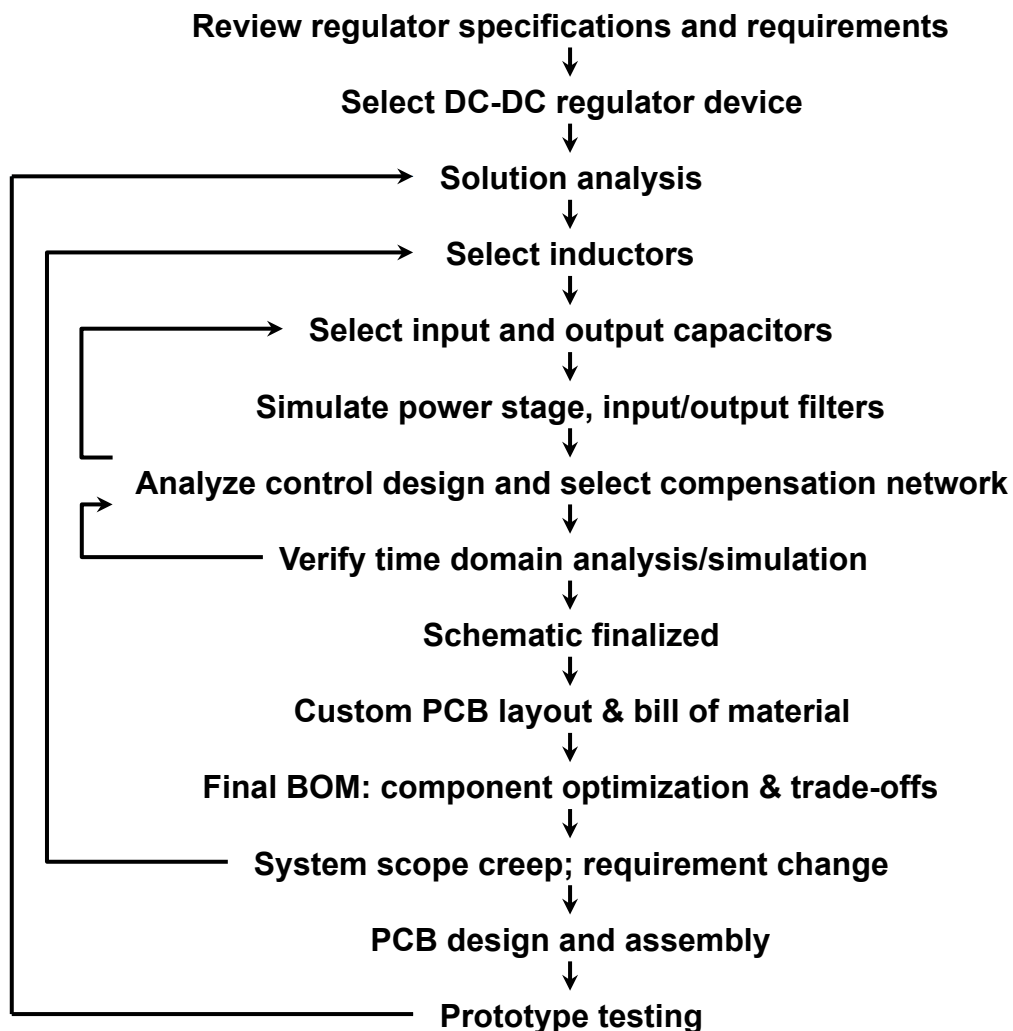 Review regulator specifications and requirements
Select DC-DC regulator device
Solution analysis
Select inductors
Select input and output capacitors
Simulate power stage, input/output filters
Analyze control design and select compensation network
Verify time domain analysis/simulation
Schematic finalized
Custom PCB layout & bill of material
Final BOM: component optimization & trade-offs
System scope creep; requirement change
PCB design and assembly
Prototype testing